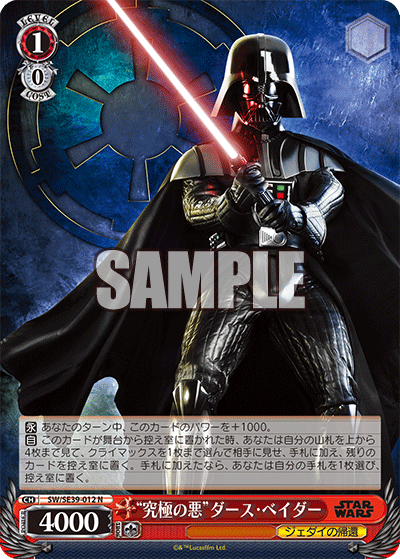 LEVEL
1
0
COST
SAMPLE
永 あなたのターン中、このカードのパワーを+1000。
自 このカードが舞台から控え室に置かれた時、あなたは自分の山札を上から
4枚まで見て、クライマックスを1枚まで選んで相手に見せ、手札に加え、残りの
カードを控え室に置く。手札に加えたなら、あなたは自分の手札を1枚選び、
控え室に置く。
CH SW/SE39-012 N
POWER
4000
“究極の悪”ダース・ベイダー
STAR
WARS
ジェダイの帰還
©&™Lucasfilm Ltd.